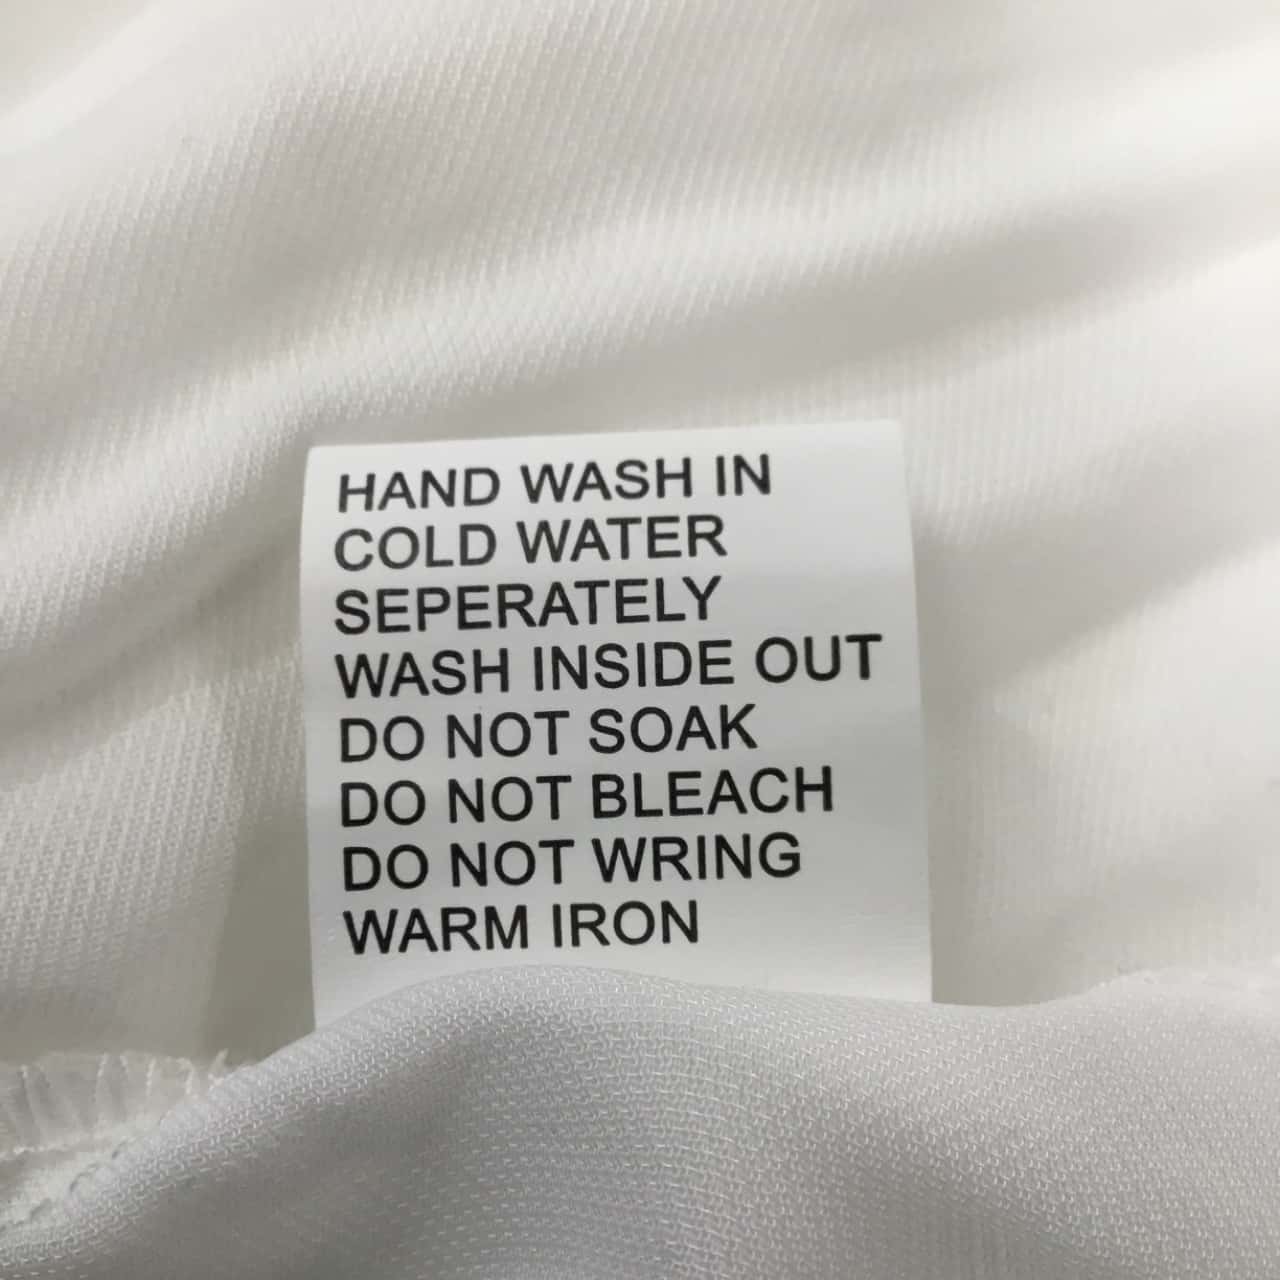 HAND WASH IN
COLD WATER
SEPERATELY
WASH INSIDE OUT
DO NOT SOAK
DO NOT BLEACH
DO NOT WRING
WARM IRON